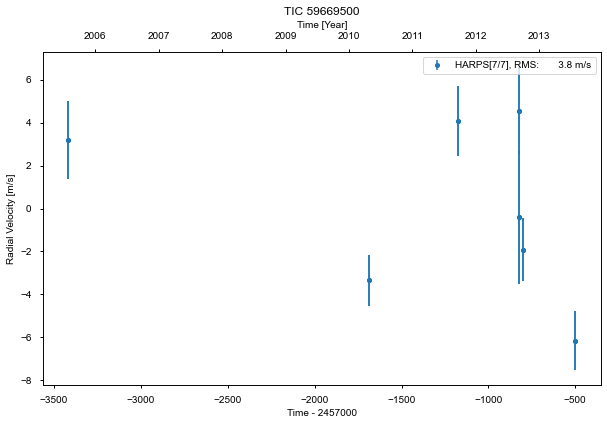 TIC 59669500
Time [Year]
2006 2007 2008 2009 2010 2011 2012 2013
HARPS[7/7], RMS: 3.8 m/s
6
4
2
0
−2
−4
−6
−8
Radial Velocity [m/s]
−3500 −3000 −2500 −2000 −1500 −1000 −500
Time - 2457000